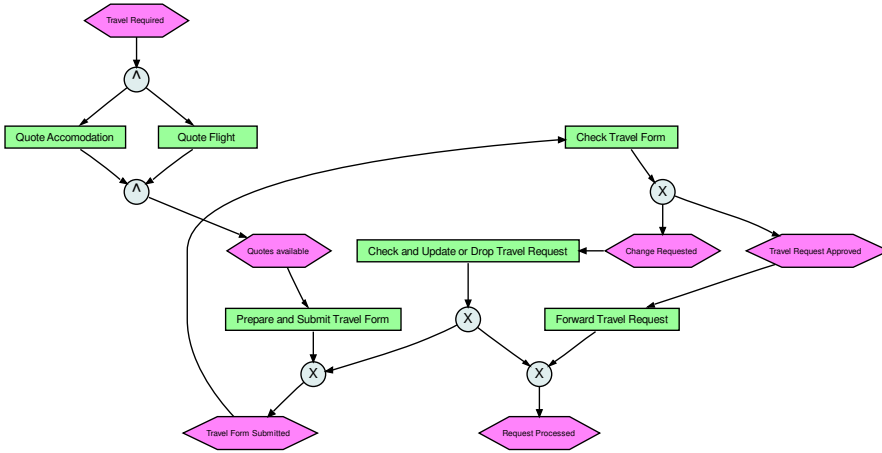 Travel Required
^
Quote Accomodation
Quote Flight
Check Travel Form
^
X
Quotes available
Check and Update or Drop Travel Request
Change Requested
Travel Request Approved
Prepare and Submit Travel Form
X
Forward Travel Request
X
X
Travel Form Submitted
Request Processed